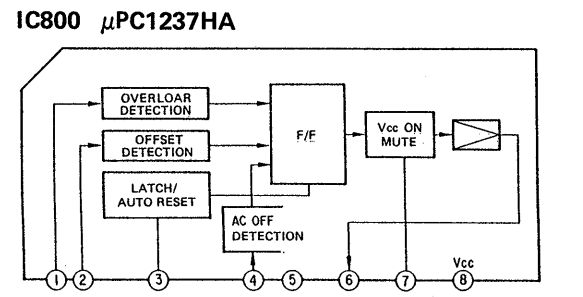 IC800 μPC1237HA
OVERLOAR
DETECTION
OFFSET
DETECTION
LATCH/
AUTO RESET
AC OFF
DETECTION
F/F
Vcc ON
MUTE
Vcc
1 2 3 4 5 6 7 8